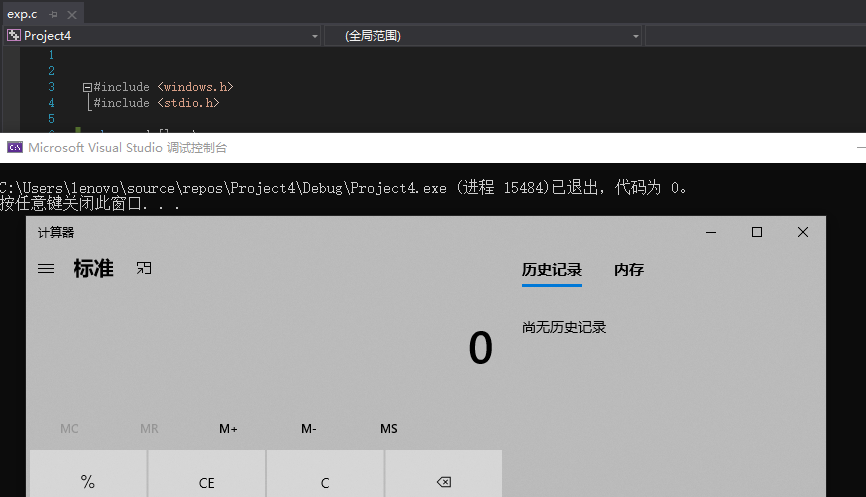 exp.c
Project4
(全局范围)
1
2
3 #include <windows.h>
4 #include <stdio.h>
5
Microsoft Visual Studio 调试控制台
C:\Users\lenovo\source\repos\Project4\Debug\Project4.exe (进程 15484)已退出，代码为 0。
按任意键关闭此窗口. . .
计算器
标准
历史记录 内存
尚无历史记录
0
MC MR M+ M- MS
% CE C